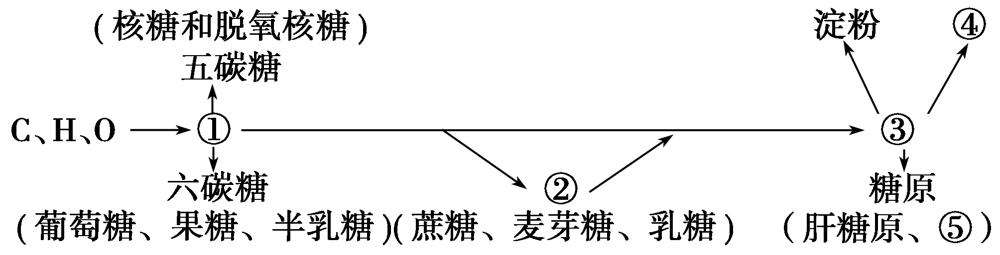 (核糖和脱氧核糖)
五碳糖
淀粉
④
C、H、O
①
③
六碳糖
(葡萄糖、果糖、半乳糖)
②
(蔗糖、麦芽糖、乳糖)
糖原
(肝糖原、⑤)